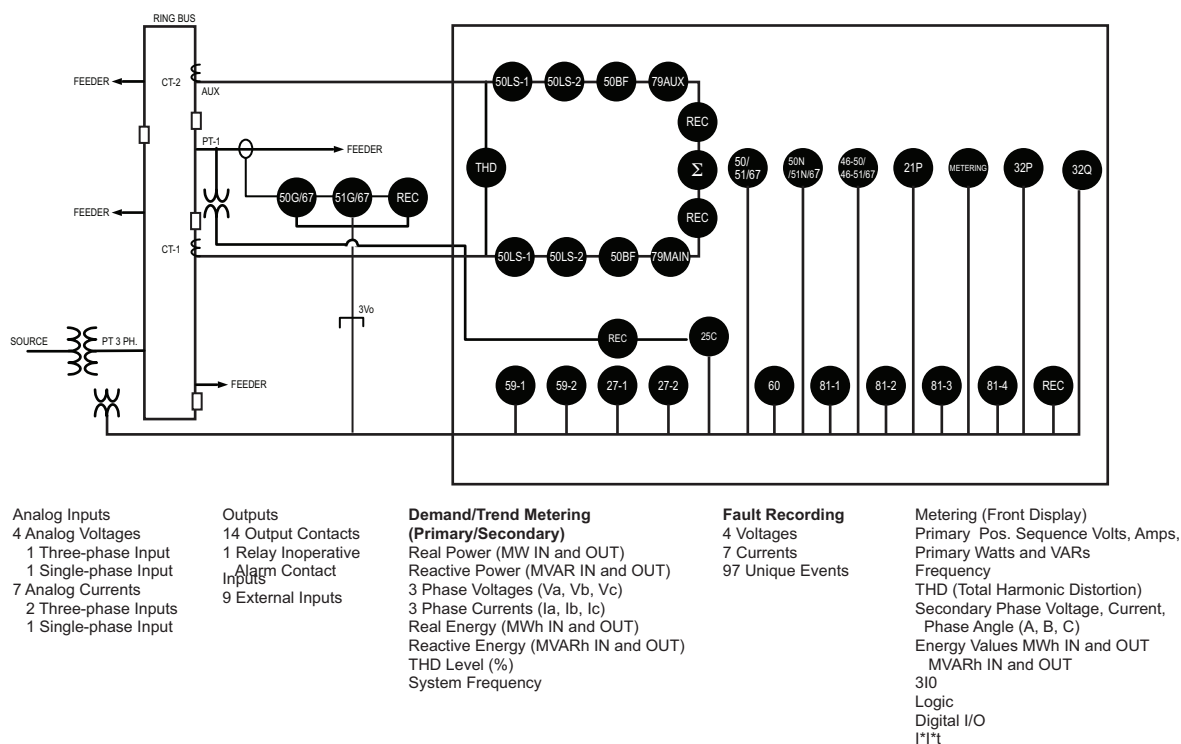 RING BUS
FEEDER
CT-2
AUX
50LS-1
50LS-2
50BF
79AUX
REC
PT-1
FEEDER
THD
Σ
50/
51/67
50N
/51N/67
46-50/
46-51/67
21P
METERING
32P
32Q
50G/67
51G/67
REC
FEEDER
REC
CT-1
50LS-1
50LS-2
50BF
79MAIN
3Vo
SOURCE
PT 3 PH.
REC
25C
FEEDER
59-1
59-2
27-1
27-2
60
81-1
81-2
81-3
81-4
REC
Analog Inputs
4 Analog Voltages
1 Three-phase Input
1 Single-phase Input
7 Analog Currents
2 Three-phase Inputs
1 Single-phase Input
Outputs
14 Output Contacts
1 Relay Inoperative
Alarm Contact
Inputs
9 External Inputs
Demand/Trend Metering
(Primary/Secondary)
Real Power (MW IN and OUT)
Reactive Power (MVAR IN and OUT)
3 Phase Voltages (Va, Vb, Vc)
3 Phase Currents (Ia, Ib, Ic)
Real Energy (MWh IN and OUT)
Reactive Energy (MVARh IN and OUT)
THD Level (%)
System Frequency
Fault Recording
4 Voltages
7 Currents
97 Unique Events
Metering (Front Display)
Primary Pos. Sequence Volts, Amps,
Primary Watts and VARs
Frequency
THD (Total Harmonic Distortion)
Secondary Phase Voltage, Current,
Phase Angle (A, B, C)
Energy Values MWh IN and OUT
MVARh IN and OUT
3I0
Logic
Digital I/O
I*I*t